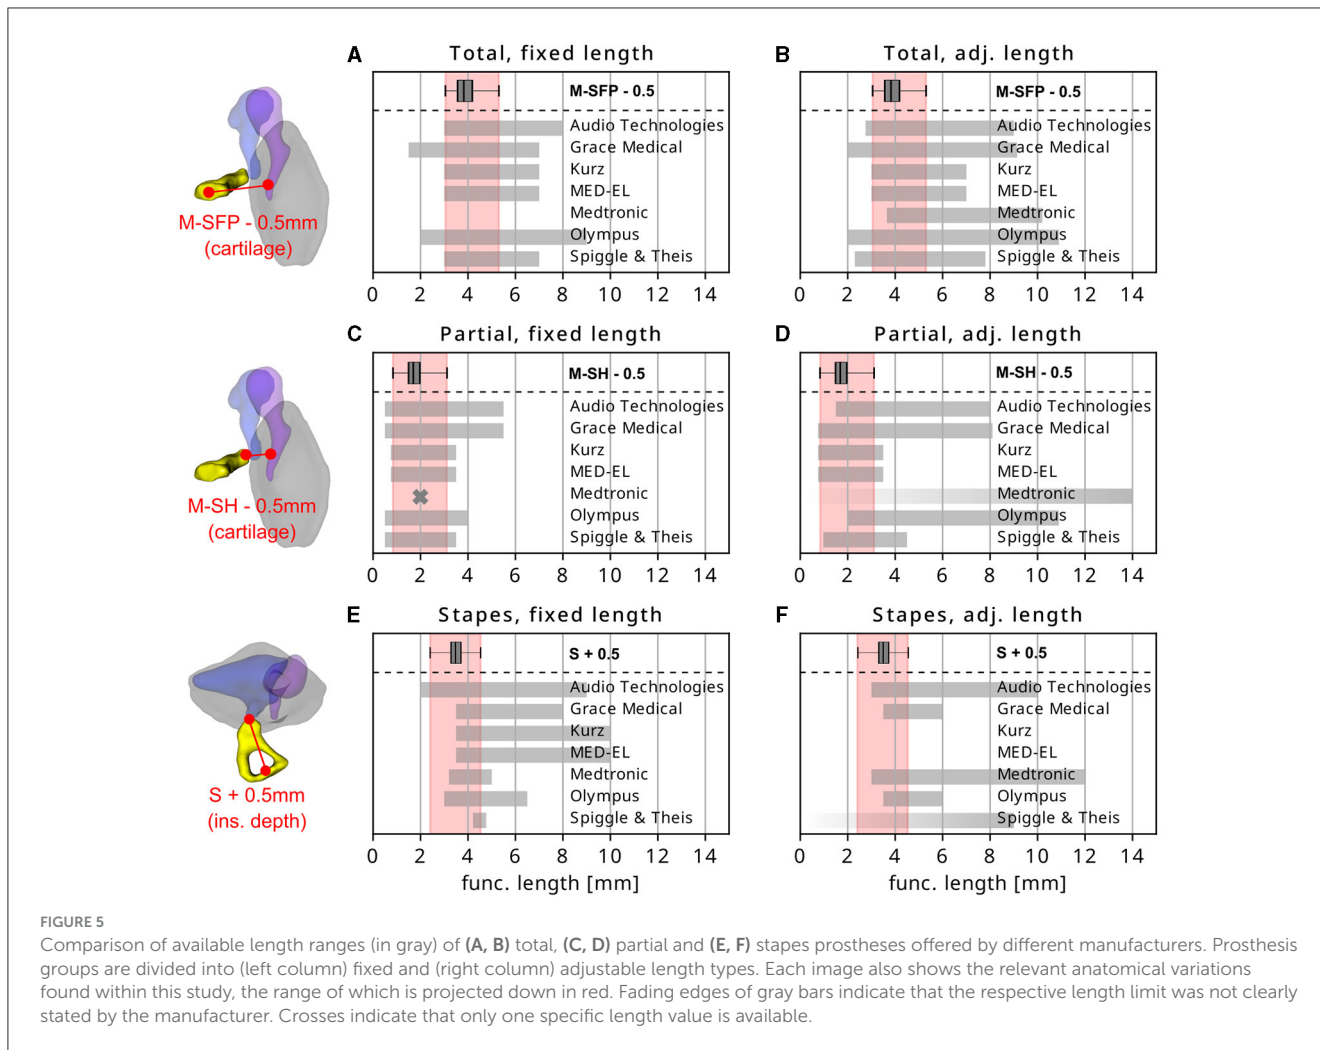 A
Total, fixed length
M-SFP - 0.5
Audio Technologies
Grace Medical
Kurz
MED-EL
Medtronic
Olympus
Spiggle & Theis
0 2 4 6 8 10 12 14
B
Total, adj. length
M-SFP - 0.5
Audio Technologies
Grace Medical
Kurz
MED-EL
Medtronic
Olympus
Spiggle & Theis
0 2 4 6 8 10 12 14
M-SFP - 0.5mm
(cartilage)
C
Partial, fixed length
M-SH - 0.5
Audio Technologies
Grace Medical
Kurz
MED-EL
Medtronic
Olympus
Spiggle & Theis
0 2 4 6 8 10 12 14
D
Partial, adj. length
M-SH - 0.5
Audio Technologies
Grace Medical
Kurz
MED-EL
Medtronic
Olympus
Spiggle & Theis
0 2 4 6 8 10 12 14
M-SH - 0.5mm
(cartilage)
E
Stapes, fixed length
S + 0.5
Audio Technologies
Grace Medical
Kurz
MED-EL
Medtronic
Olympus
Spiggle & Theis
0 2 4 6 8 10 12 14
func. length [mm]
F
Stapes, adj. length
S + 0.5
Audio Technologies
Grace Medical
Kurz
MED-EL
Medtronic
Olympus
Spiggle & Theis
0 2 4 6 8 10 12 14
func. length [mm]
S + 0.5mm
(ins. depth)
FIGURE 5
Comparison of available length ranges (in gray) of (A, B) total, (C, D) partial and (E, F) stapes prostheses offered by different manufacturers. Prosthesis
groups are divided into (left column) fixed and (right column) adjustable length types. Each image also shows the relevant anatomical variations
found within this study, the range of which is projected down in red. Fading edges of gray bars indicate that the respective length limit was not clearly
stated by the manufacturer. Crosses indicate that only one specific length value is available.